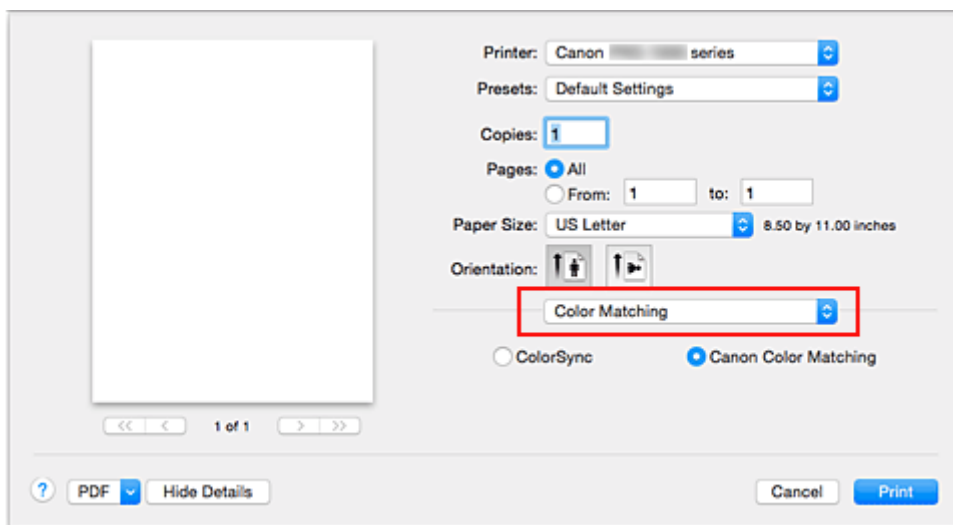 Printer: Canon series
Presets: Default Settings
Copies: 1
Pages: All
From: 1 to: 1
Paper Size: US Letter 8.50 by 11.00 inches
Orientation:
Color Matching
ColorSync Canon Color Matching
<< < 1 of 1 > >>
? PDF Hide Details Cancel Print